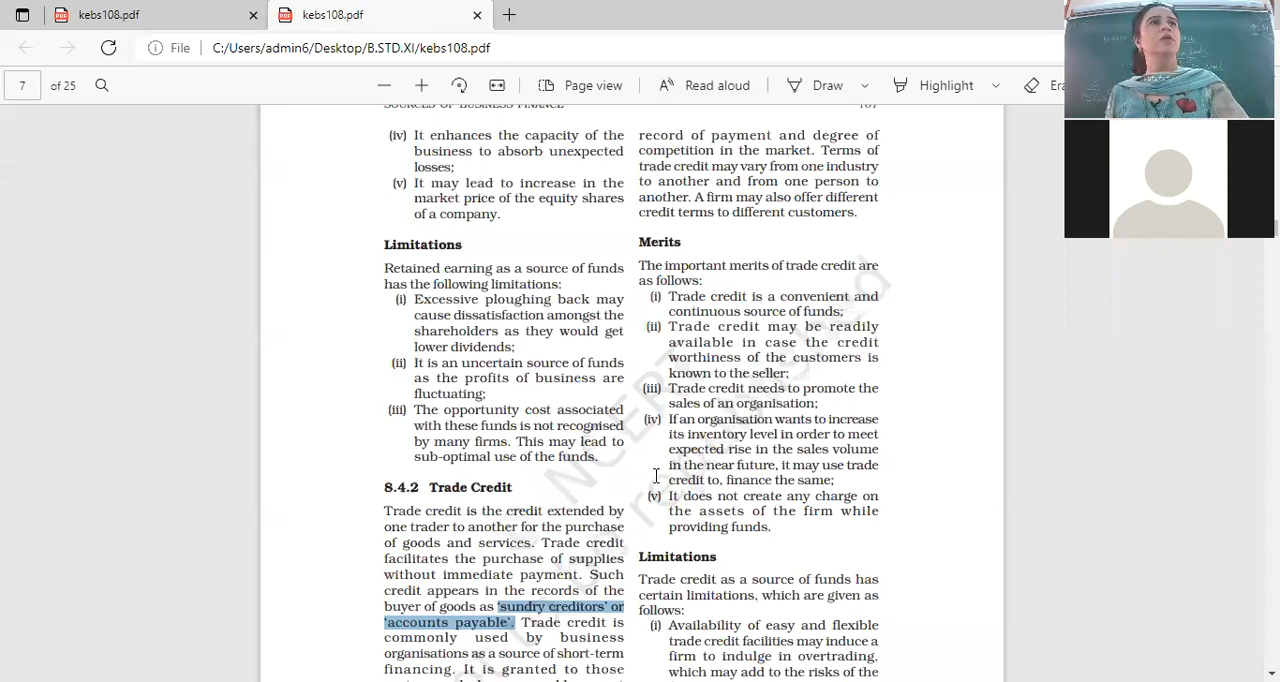 kebs108.pdf
kebs108.pdf
File
C:/Users/admin6/Desktop/B.STD.XI/kebs108.pdf
7
of 25
Page view
Read aloud
Draw
Highlight
Era
SOURCES OF BUSINESS FINANCE
187
(iv) It enhances the capacity of the
business to absorb unexpected
losses;
(v) It may lead to increase in the
market price of the equity shares
of a company.
Limitations
Retained earning as a source of funds
has the following limitations:
(i) Excessive ploughing back may
cause dissatisfaction amongst the
shareholders as they would get
lower dividends;
(ii) It is an uncertain source of funds
as the profits of business are
fluctuating;
(iii) The opportunity cost associated
with these funds is not recognised
by many firms. This may lead to
sub-optimal use of the funds.
8.4.2 Trade Credit
Trade credit is the credit extended by
one trader to another for the purchase
of goods and services. Trade credit
facilitates the purchase of supplies
without immediate payment. Such
credit appears in the records of the
buyer of goods as ‘sundry creditors’ or
‘accounts payable’. Trade credit is
commonly used by business
organisations as a source of short-term
financing. It is granted to those
record of payment and degree of
competition in the market. Terms of
trade credit may vary from one industry
to another and from one person to
another. A firm may also offer different
credit terms to different customers.
Merits
The important merits of trade credit are
as follows:
(i) Trade credit is a convenient and
continuous source of funds;
(ii) Trade credit may be readily
available in case the credit
worthiness of the customers is
known to the seller;
(iii) Trade credit needs to promote the
sales of an organisation;
(iv) If an organisation wants to increase
its inventory level in order to meet
expected rise in the sales volume
in the near future, it may use trade
credit to, finance the same;
(v) It does not create any charge on
the assets of the firm while
providing funds.
Limitations
Trade credit as a source of funds has
certain limitations, which are given as
follows:
(i) Availability of easy and flexible
trade credit facilities may induce a
firm to indulge in overtrading,
which may add to the risks of the
NCERT